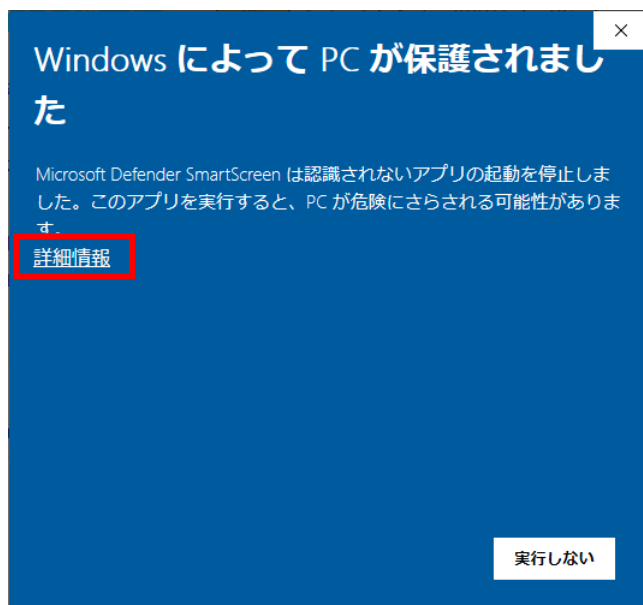 Windows によって PC が保護されまし
た
Microsoft Defender SmartScreen は認識されないアプリの起動を停止しま
した。このアプリを実行すると、PC が危険にさらされる可能性がありま
す。
詳細情報
実行しない